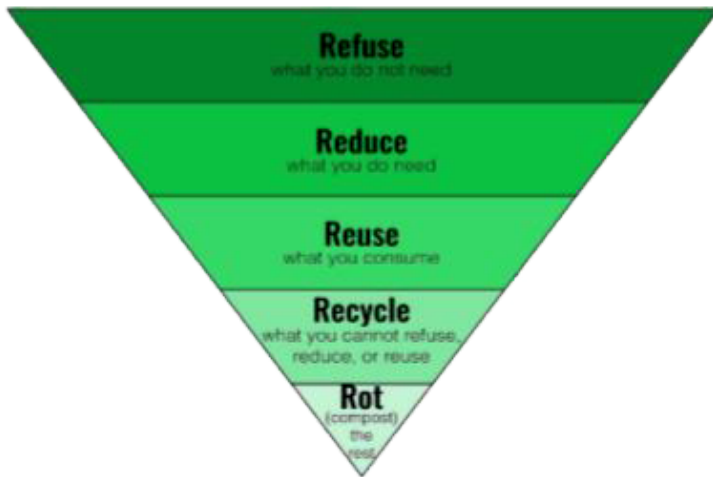 Refuse
what you do not need
Reduce
what you do need
Reuse
what you consume
Recycle
what you cannot refuse,
reduce, or reuse
Rot
(compost)
the
rest